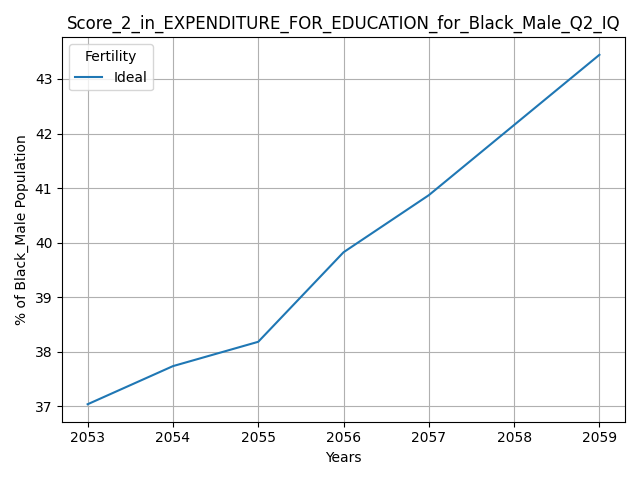 Score_2_in_EXPENDITURE_FOR_EDUCATION_for_Black_Male_Q2_IQ
Fertility
Ideal
% of Black_Male Population
43
42
41
40
39
38
37
2053 2054 2055 2056 2057 2058 2059
Years